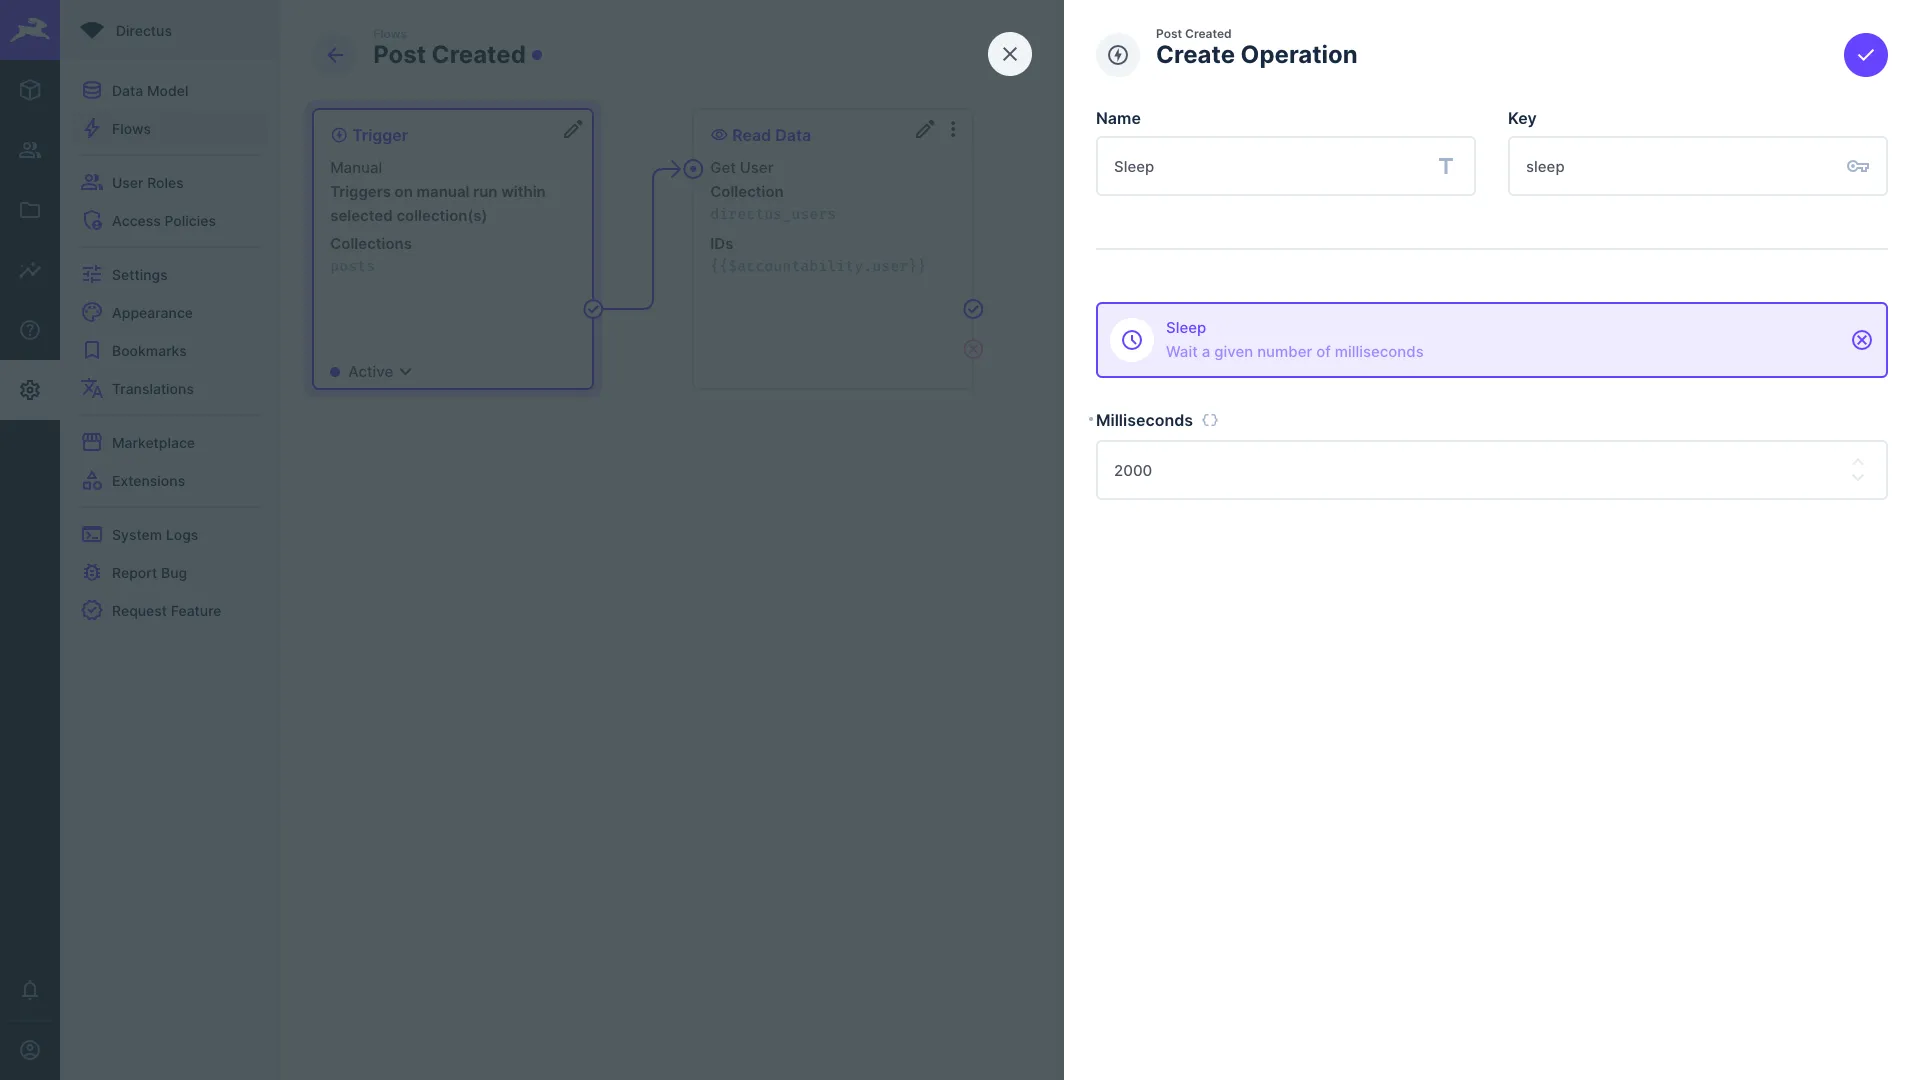 Directus
Data Model
Flows
User Roles
Access Policies
Settings
Appearance
Bookmarks
Translations
Marketplace
Extensions
System Logs
Report Bug
Request Feature
Flows
Post Created
Trigger
Manual
Triggers on manual run within
selected collection(s)
Collections
posts
Active
Read Data
Get User
Collection
directus_users
IDs
{{$accountability.user}}
Post Created
Create Operation
Name
Key
Sleep
sleep
Sleep
Wait a given number of milliseconds
Milliseconds
2000